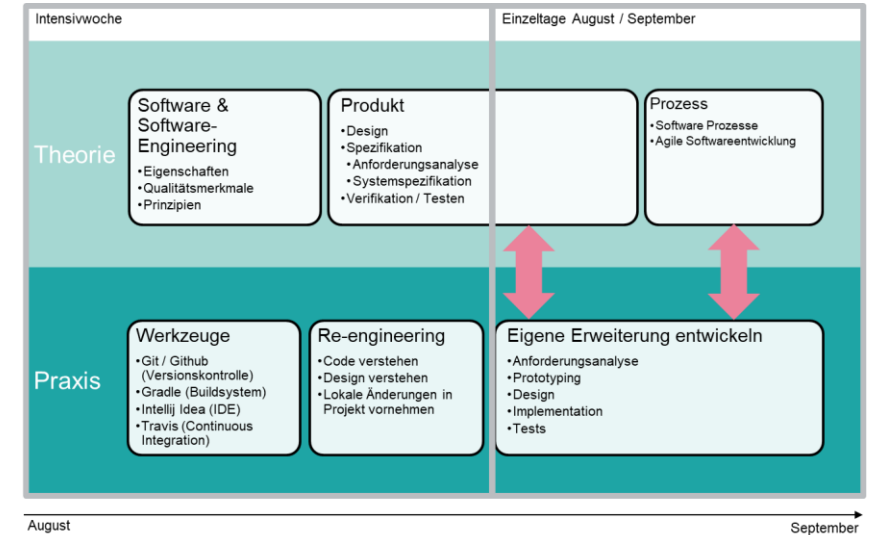 Intensivwoche
Einzeltage August / September
Theorie
Software &
Software-
Engineering
•Eigenschaften
•Qualitätsmerkmale
•Prinzipien
Produkt
•Design
•Spezifikation
•Anforderungsanalyse
•Systemspezifikation
•Verifikation / Testen
Prozess
•Software Prozesse
•Agile Softwareentwicklung
Praxis
Werkzeuge
•Git / Github
(Versionskontrolle)
•Gradle (Buildsystem)
•Intellij Idea (IDE)
•Travis (Continuous
Integration)
Re-engineering
•Code verstehen
•Design verstehen
•Lokale Änderungen in
Projekt vornehmen
Eigene Erweiterung entwickeln
•Anforderungsanalyse
•Prototyping
•Design
•Implementation
•Tests
August
September